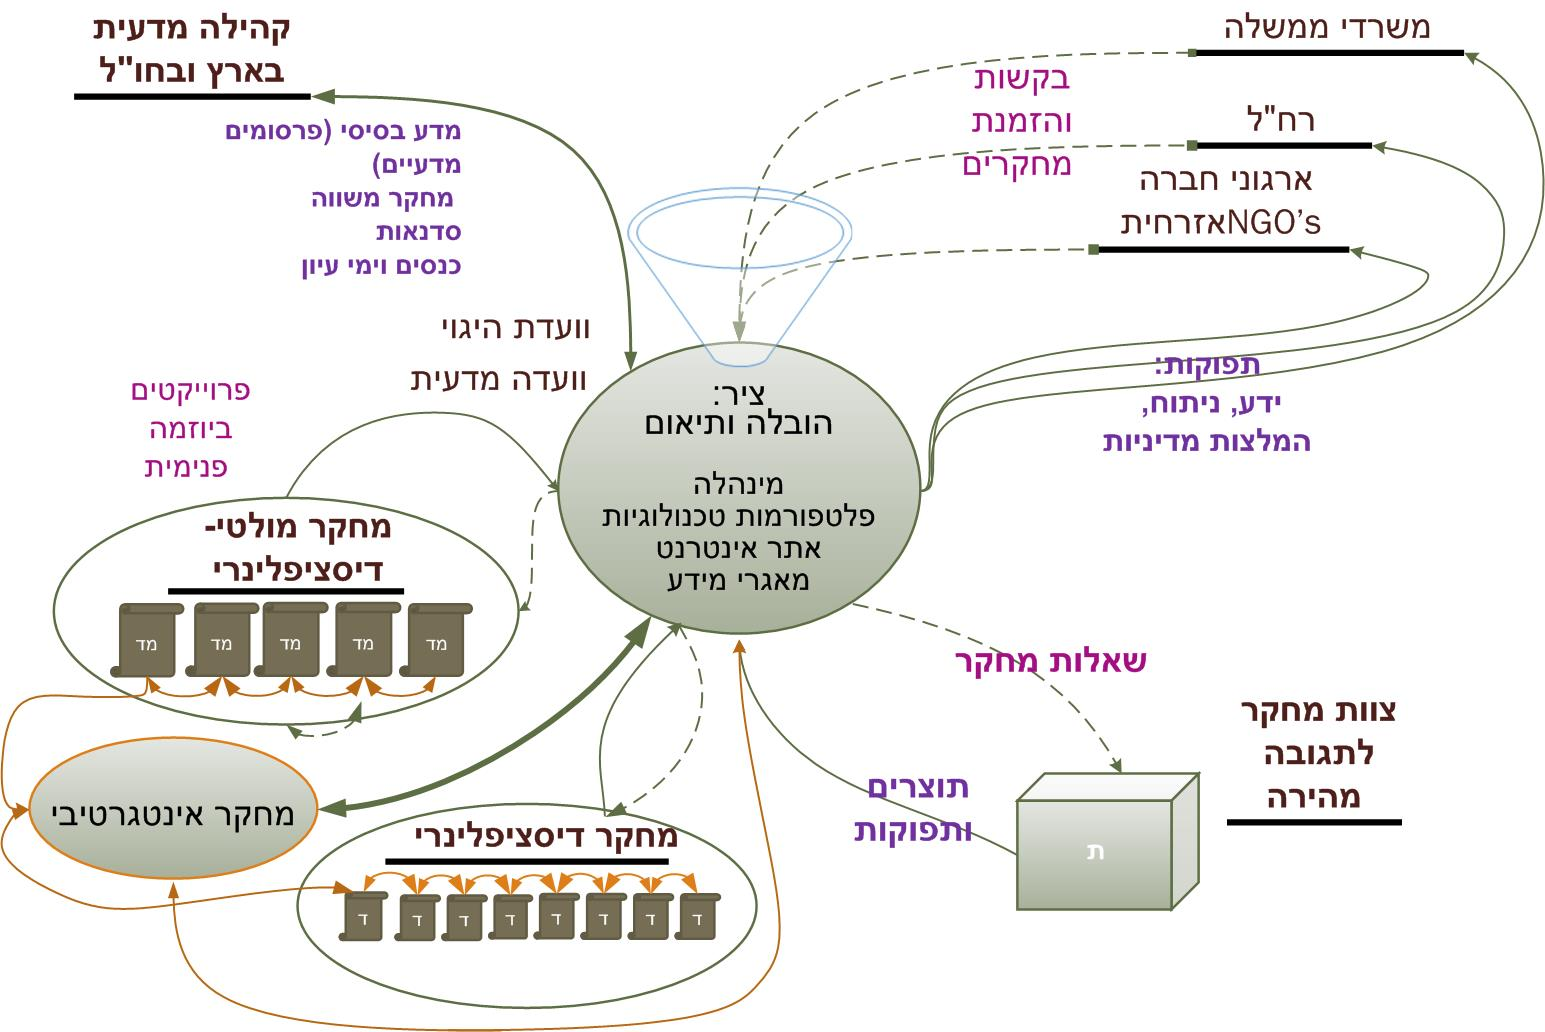 משרדי ממשלה
רח"ל
ארגוני חברה
אזרחיתNGO's
בקשות
והזמנת
מחקרים
קהילה מדעית
בארץ ובחו"ל
מדע בסיסי (פרסומים
מדעיים)
מחקר משווה
סדנאות
כנסים וימי עיון
וועדת היגוי
וועדה מדעית
תפוקות:
ידע, ניתוח,
המלצות מדיניות
ציר:
הובלה ותיאום
מינהלה
פלטפורמות טכנולוגיות
אתר אינטרנט
מאגרי מידע
פרוייקטים
ביוזמה
פנימית
מחקר מולטי-
דיסציפלינרי
מד
מד
מד
מד
מד
שאלות מחקר
צוות מחקר
לתגובה
מהירה
ת
תוצרים
ותפוקות
מחקר אינטגרטיבי
מחקר דיסציפלינרי
ד
ד
ד
ד
ד
ד
ד
ד